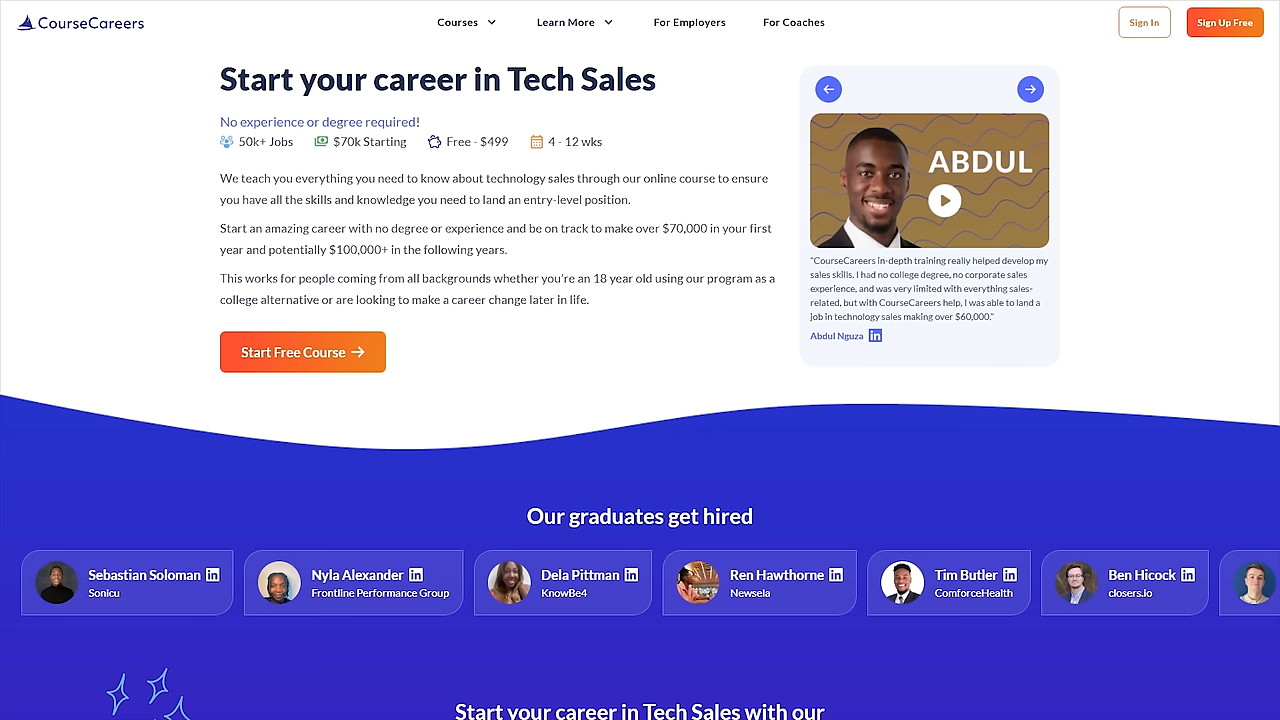 CourseCareers
Courses
Learn More
For Employers
For Coaches
Sign In
Sign Up Free
Start your career in Tech Sales
No experience or degree required!
50k+ Jobs
$70k Starting
Free - $499
4 - 12 wks
We teach you everything you need to know about technology sales through our online course to ensure
you have all the skills and knowledge you need to land an entry-level position.
Start an amazing career with no degree or experience and be on track to make over $70,000 in your first
year and potentially $100,000+ in the following years.
This works for people coming from all backgrounds whether you're an 18 year old using our program as a
college alternative or are looking to make a career change later in life.
Start Free Course
ABDUL
"CourseCareers in-depth training really helped develop my
sales skills. I had no college degree, no corporate sales
experience, and was very limited with everything sales-
related, but with CourseCareers help, I was able to land a
job in technology sales making over $60,000."
Abdul Nguza in
Our graduates get hired
Sebastian Soloman in
Sonicu
Nyla Alexander in
Frontline Performance Group
Dela Pittman in
KnowBe4
Ren Hawthorne in
Newsela
Tim Butler in
ComforceHealth
Ben Hicock in
closers.io
Start your career in Tech Sales with our